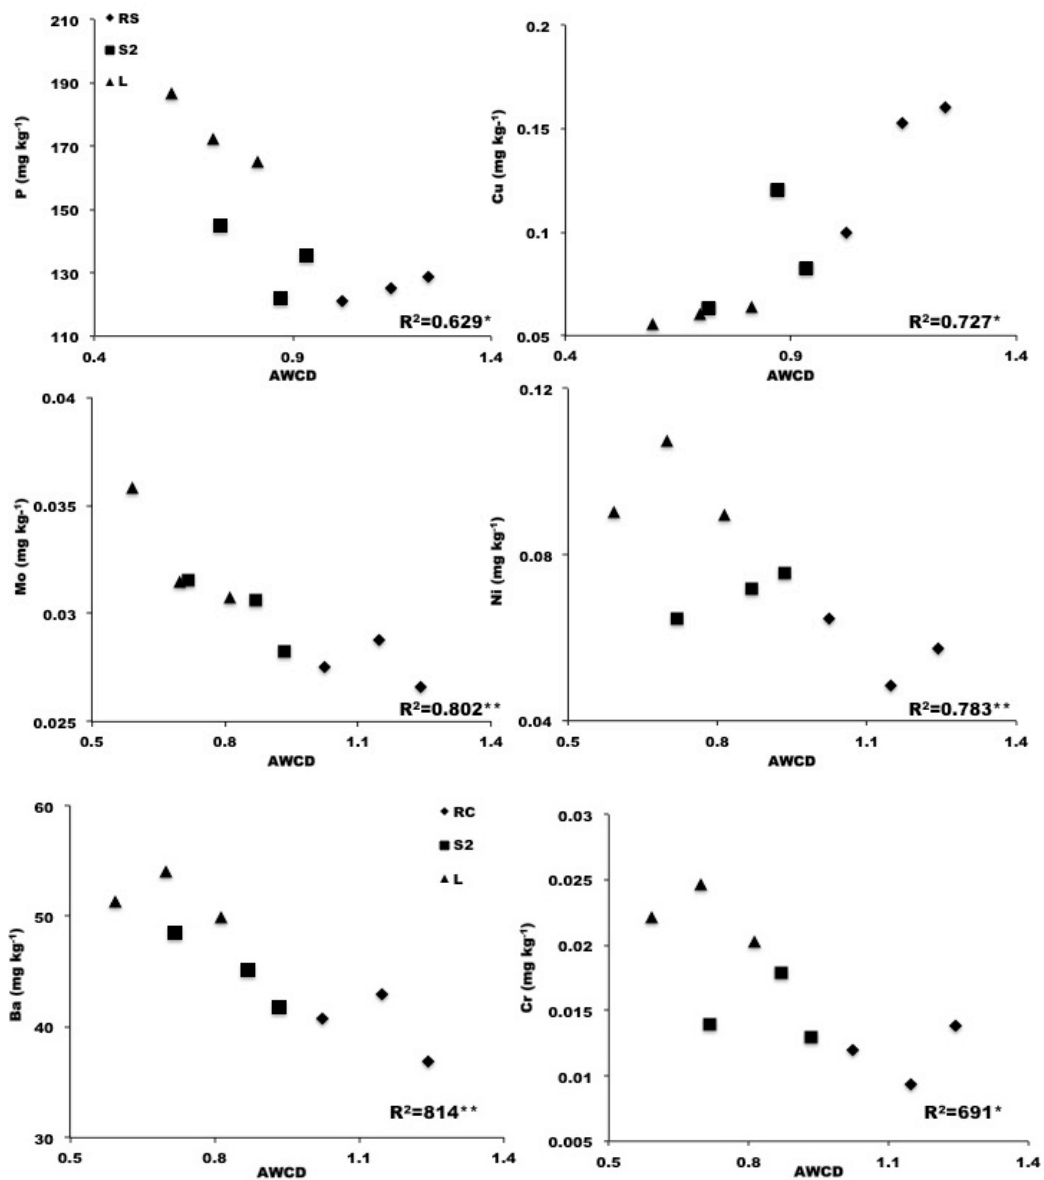 210
190
170
150
130
110
P (mg kg-1)
RS
S2
L
R2=0.629*
0.4
0.9
1.4
AWCD
0.2
0.15
0.1
0.05
Cu (mg kg-1)
R2=0.727*
0.4
0.9
1.4
AWCD
0.04
0.035
0.03
0.025
Mo (mg kg-1)
R2=0.802**
0.5
0.8
1.1
1.4
AWCD
0.12
0.08
0.04
Ni (mg kg-1)
R2=0.783**
0.5
0.8
1.1
1.4
AWCD
60
50
40
30
Ba (mg kg-1)
RC
S2
L
R2=814**
0.5
0.8
1.1
1.4
AWCD
0.03
0.025
0.02
0.015
0.01
0.005
Cr (mg kg-1)
R2=691*
0.5
0.8
1.1
1.4
AWCD